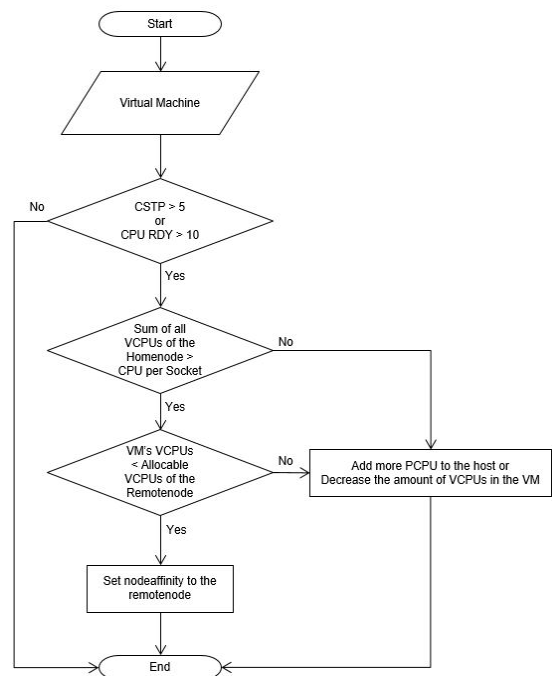 Start
Virtual Machine
No
CSTP > 5
or
CPU RDY > 10
Yes
Sum of all
VCPUs of the
Homenode >
CPU per Socket
No
Yes
VM's VCPUs
< Allocable
VCPUs of the
Remotenode
No
Add more PCPU to the host or
Decrease the amount of VCPUs in the VM
Yes
Set nodeaffinity to the
remotenode
End